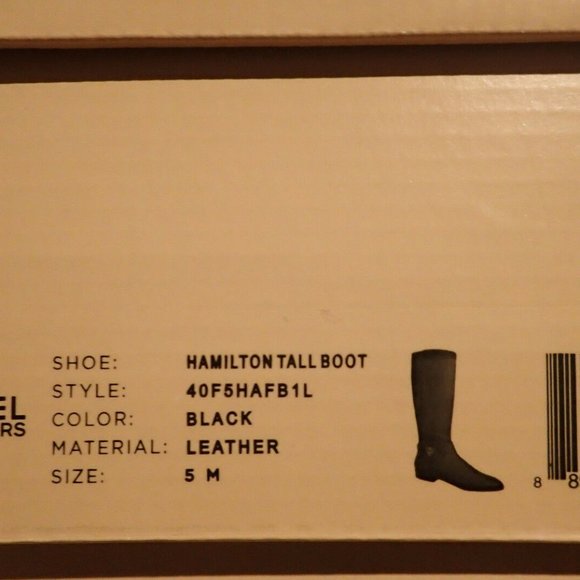 EL
RS
SHOE: HAMILTON TALL BOOT
STYLE: 40F5HAFB1L
COLOR: BLACK
MATERIAL: LEATHER
SIZE: 5 M
8 8